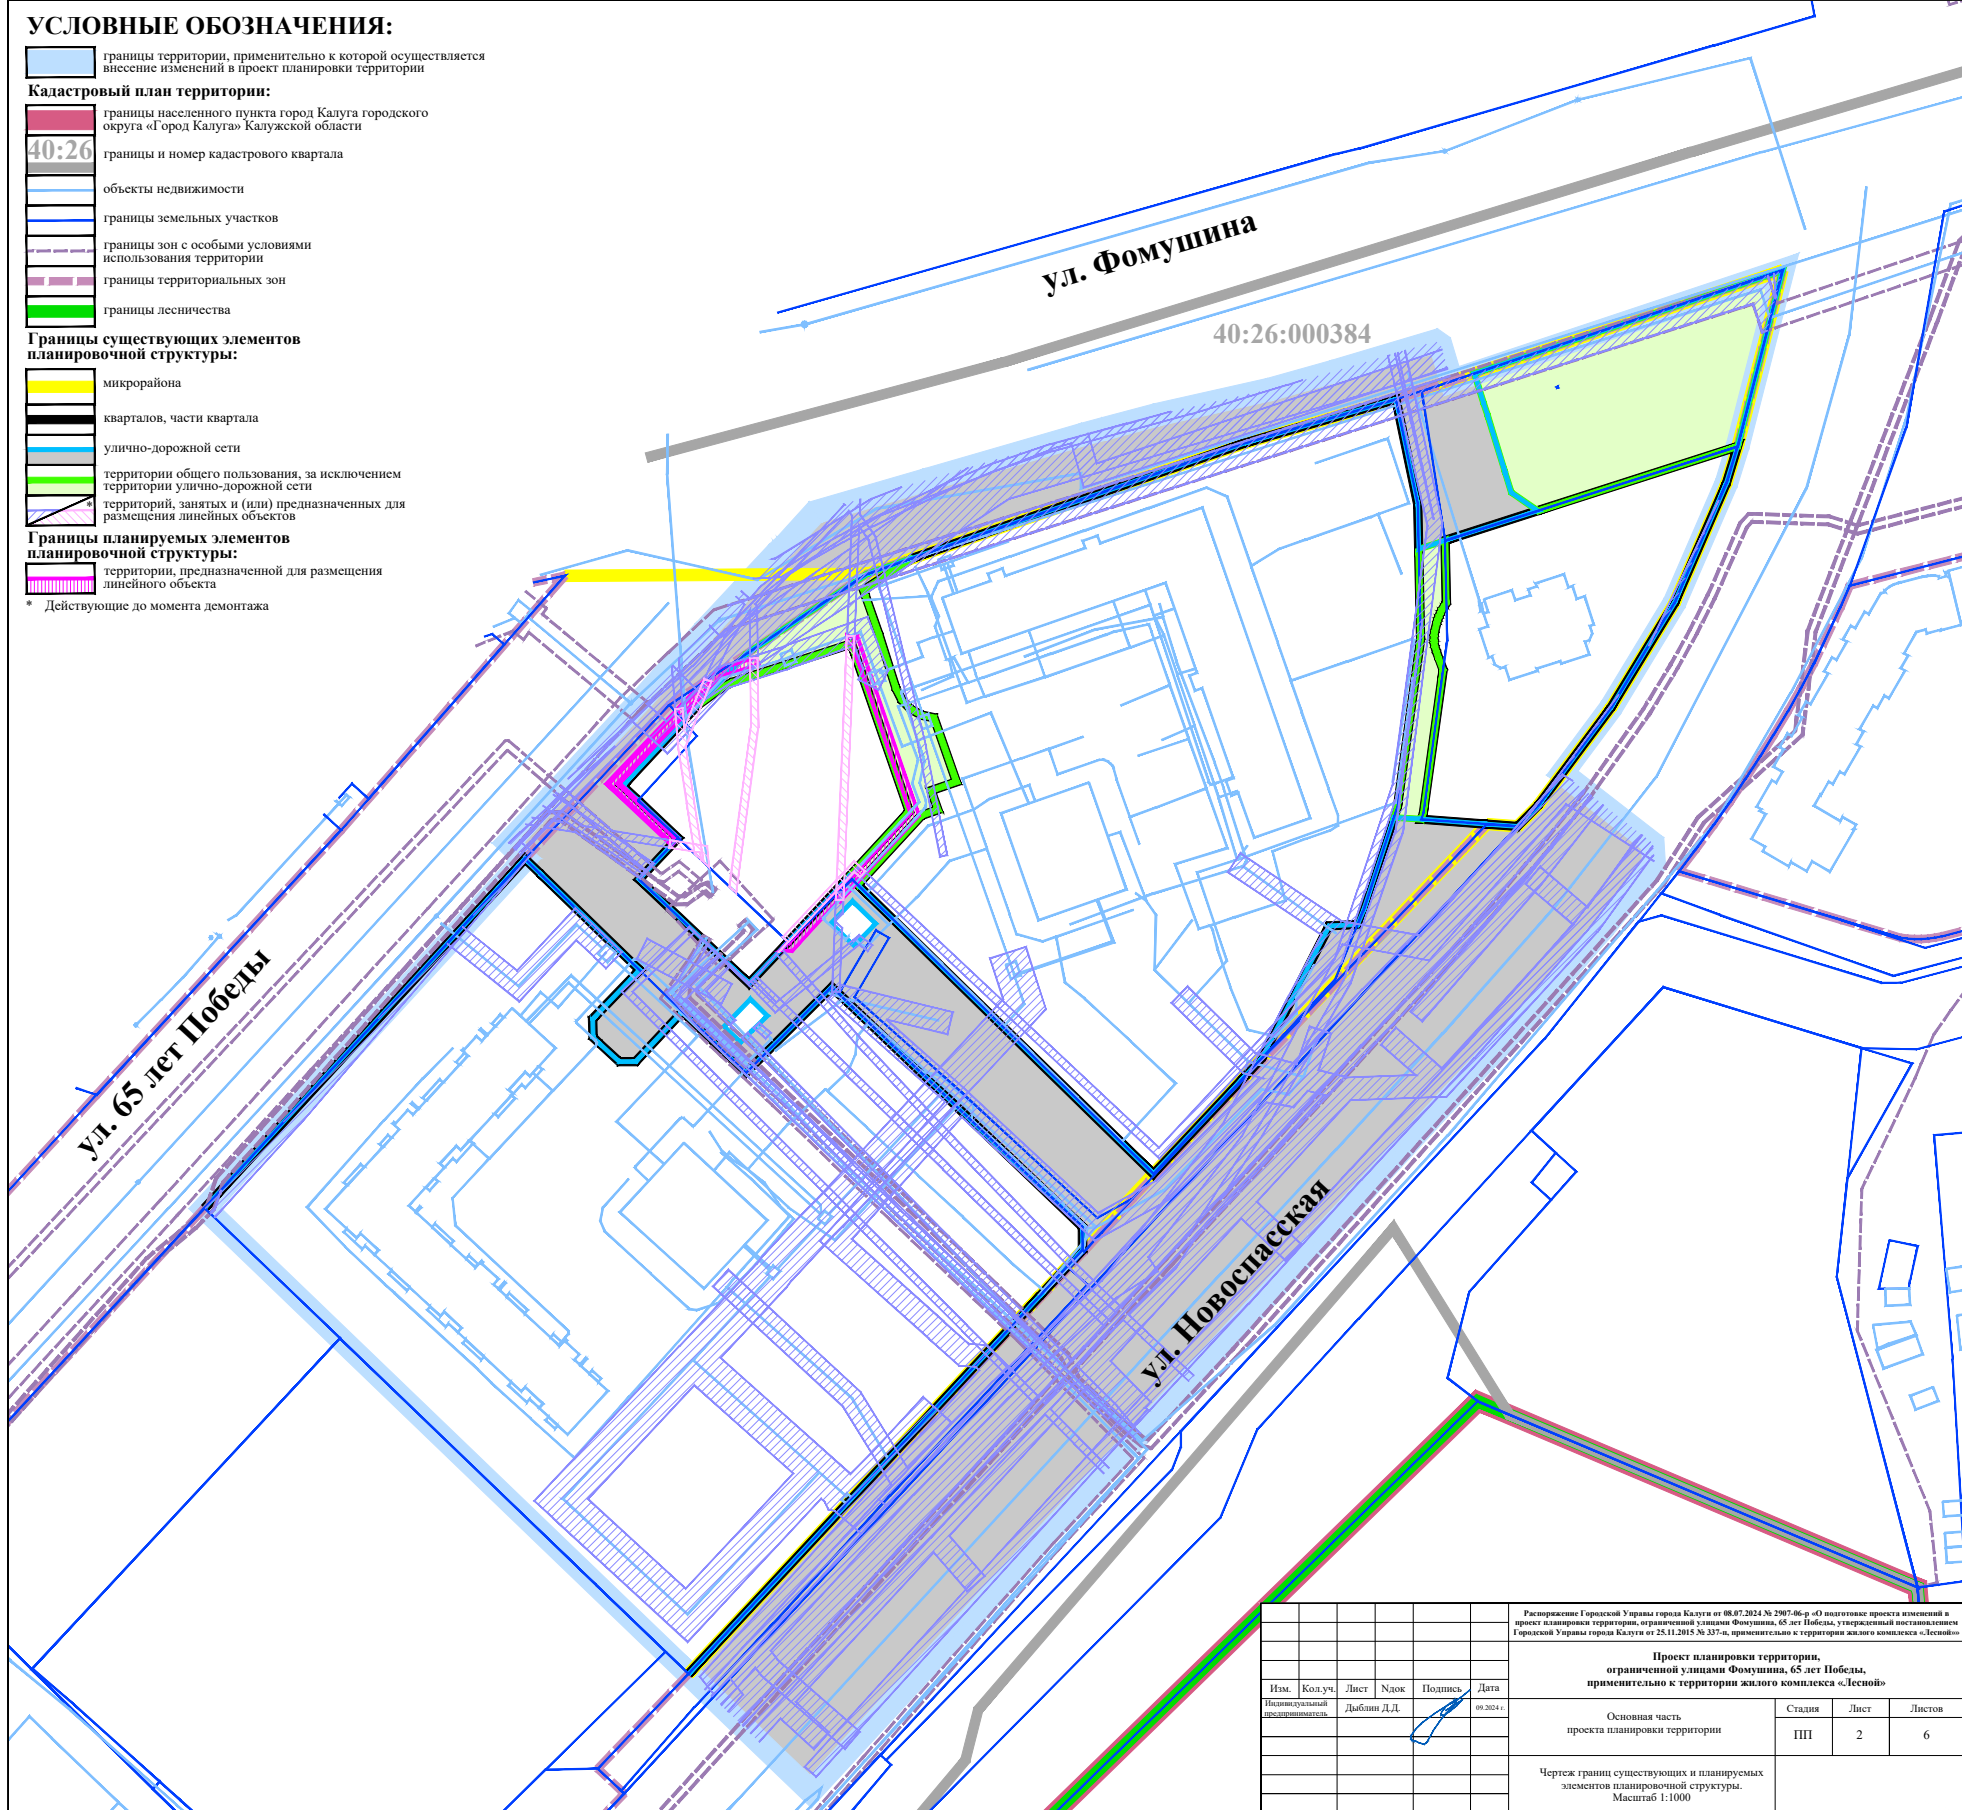 УСЛОВНЫЕ ОБОЗНАЧЕНИЯ:
границы территории, применительно к которой осуществляется
внесение изменений в проект планировки территории
Кадастровый план территории:
границы населенного пункта город Калуга городского
округа «Город Калуга» Калужской области
40:26
границы и номер кадастрового квартала
объекты недвижимости
границы земельных участков
границы зон с особыми условиями
использования территории
границы территориальных зон
границы лесничества
Границы существующих элементов
планировочной структуры:
микрорайона
кварталов, части квартала
улично-дорожной сети
территории общего пользования, за исключением
территории улично-дорожной сети
*
территорий, занятых и (или) предназначенных для
размещения линейных объектов
Границы планируемых элементов
планировочной структуры:
территории, предназначенной для размещения
линейного объекта
* Действующие до момента демонтажа
ул. Фомушина
40:26:000384
ул. 65 лет Победы
ул. Новоспасская
Распоряжение Городской Управы города Калуги от 08.07.2024 № 2907-06-р «О подготовке проекта изменений в
проект планировки территории, ограниченной улицами Фомушина, 65 лет Победы, утвержденный постановлением
Городской Управы города Калуги от 25.11.2015 № 337-п, применительно к территории жилого комплекса «Лесной»»
Проект планировки территории,
ограниченной улицами Фомушина, 65 лет Победы,
применительно к территории жилого комплекса «Лесной»
Изм. Кол.уч. Лист Nдок Подпись Дата
Индивидуальный
предприниматель
Дыблин Д.Д.
09.2024 г.
Основная часть
проекта планировки территории
Стадия Лист Листов
ПП 2 6
Чертеж границ существующих и планируемых
элементов планировочной структуры.
Масштаб 1:1000